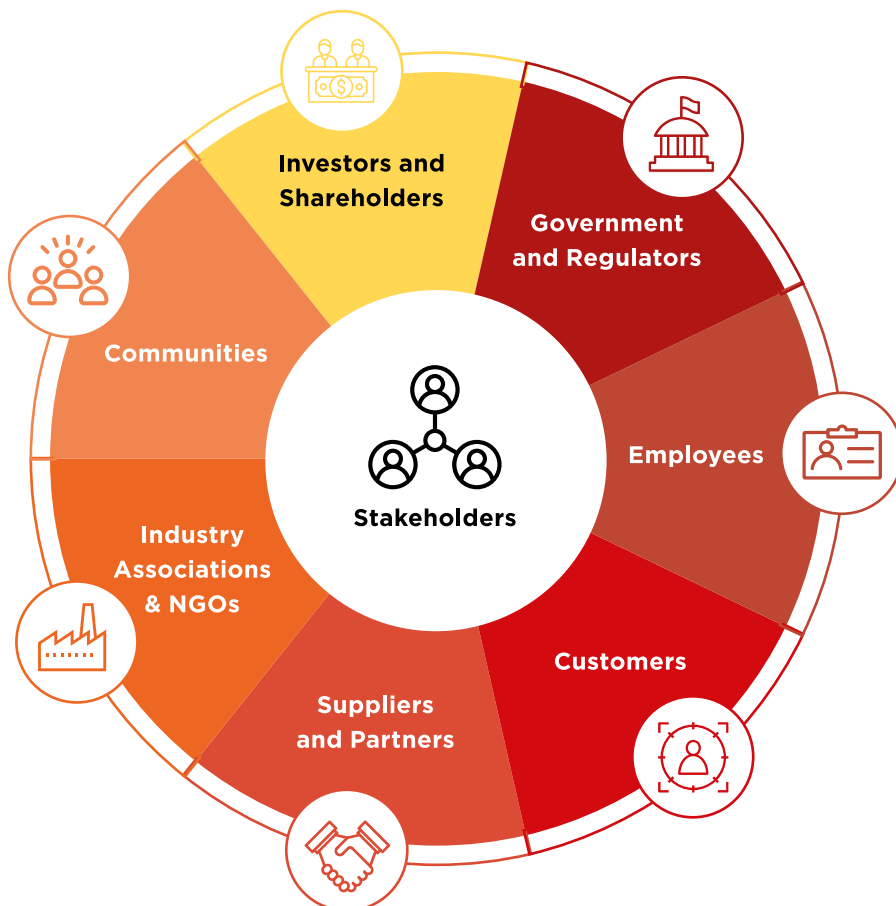 Investors and
Shareholders
Government
and Regulators
Employees
Customers
Suppliers
and Partners
Industry
Associations
& NGOs
Communities
Stakeholders